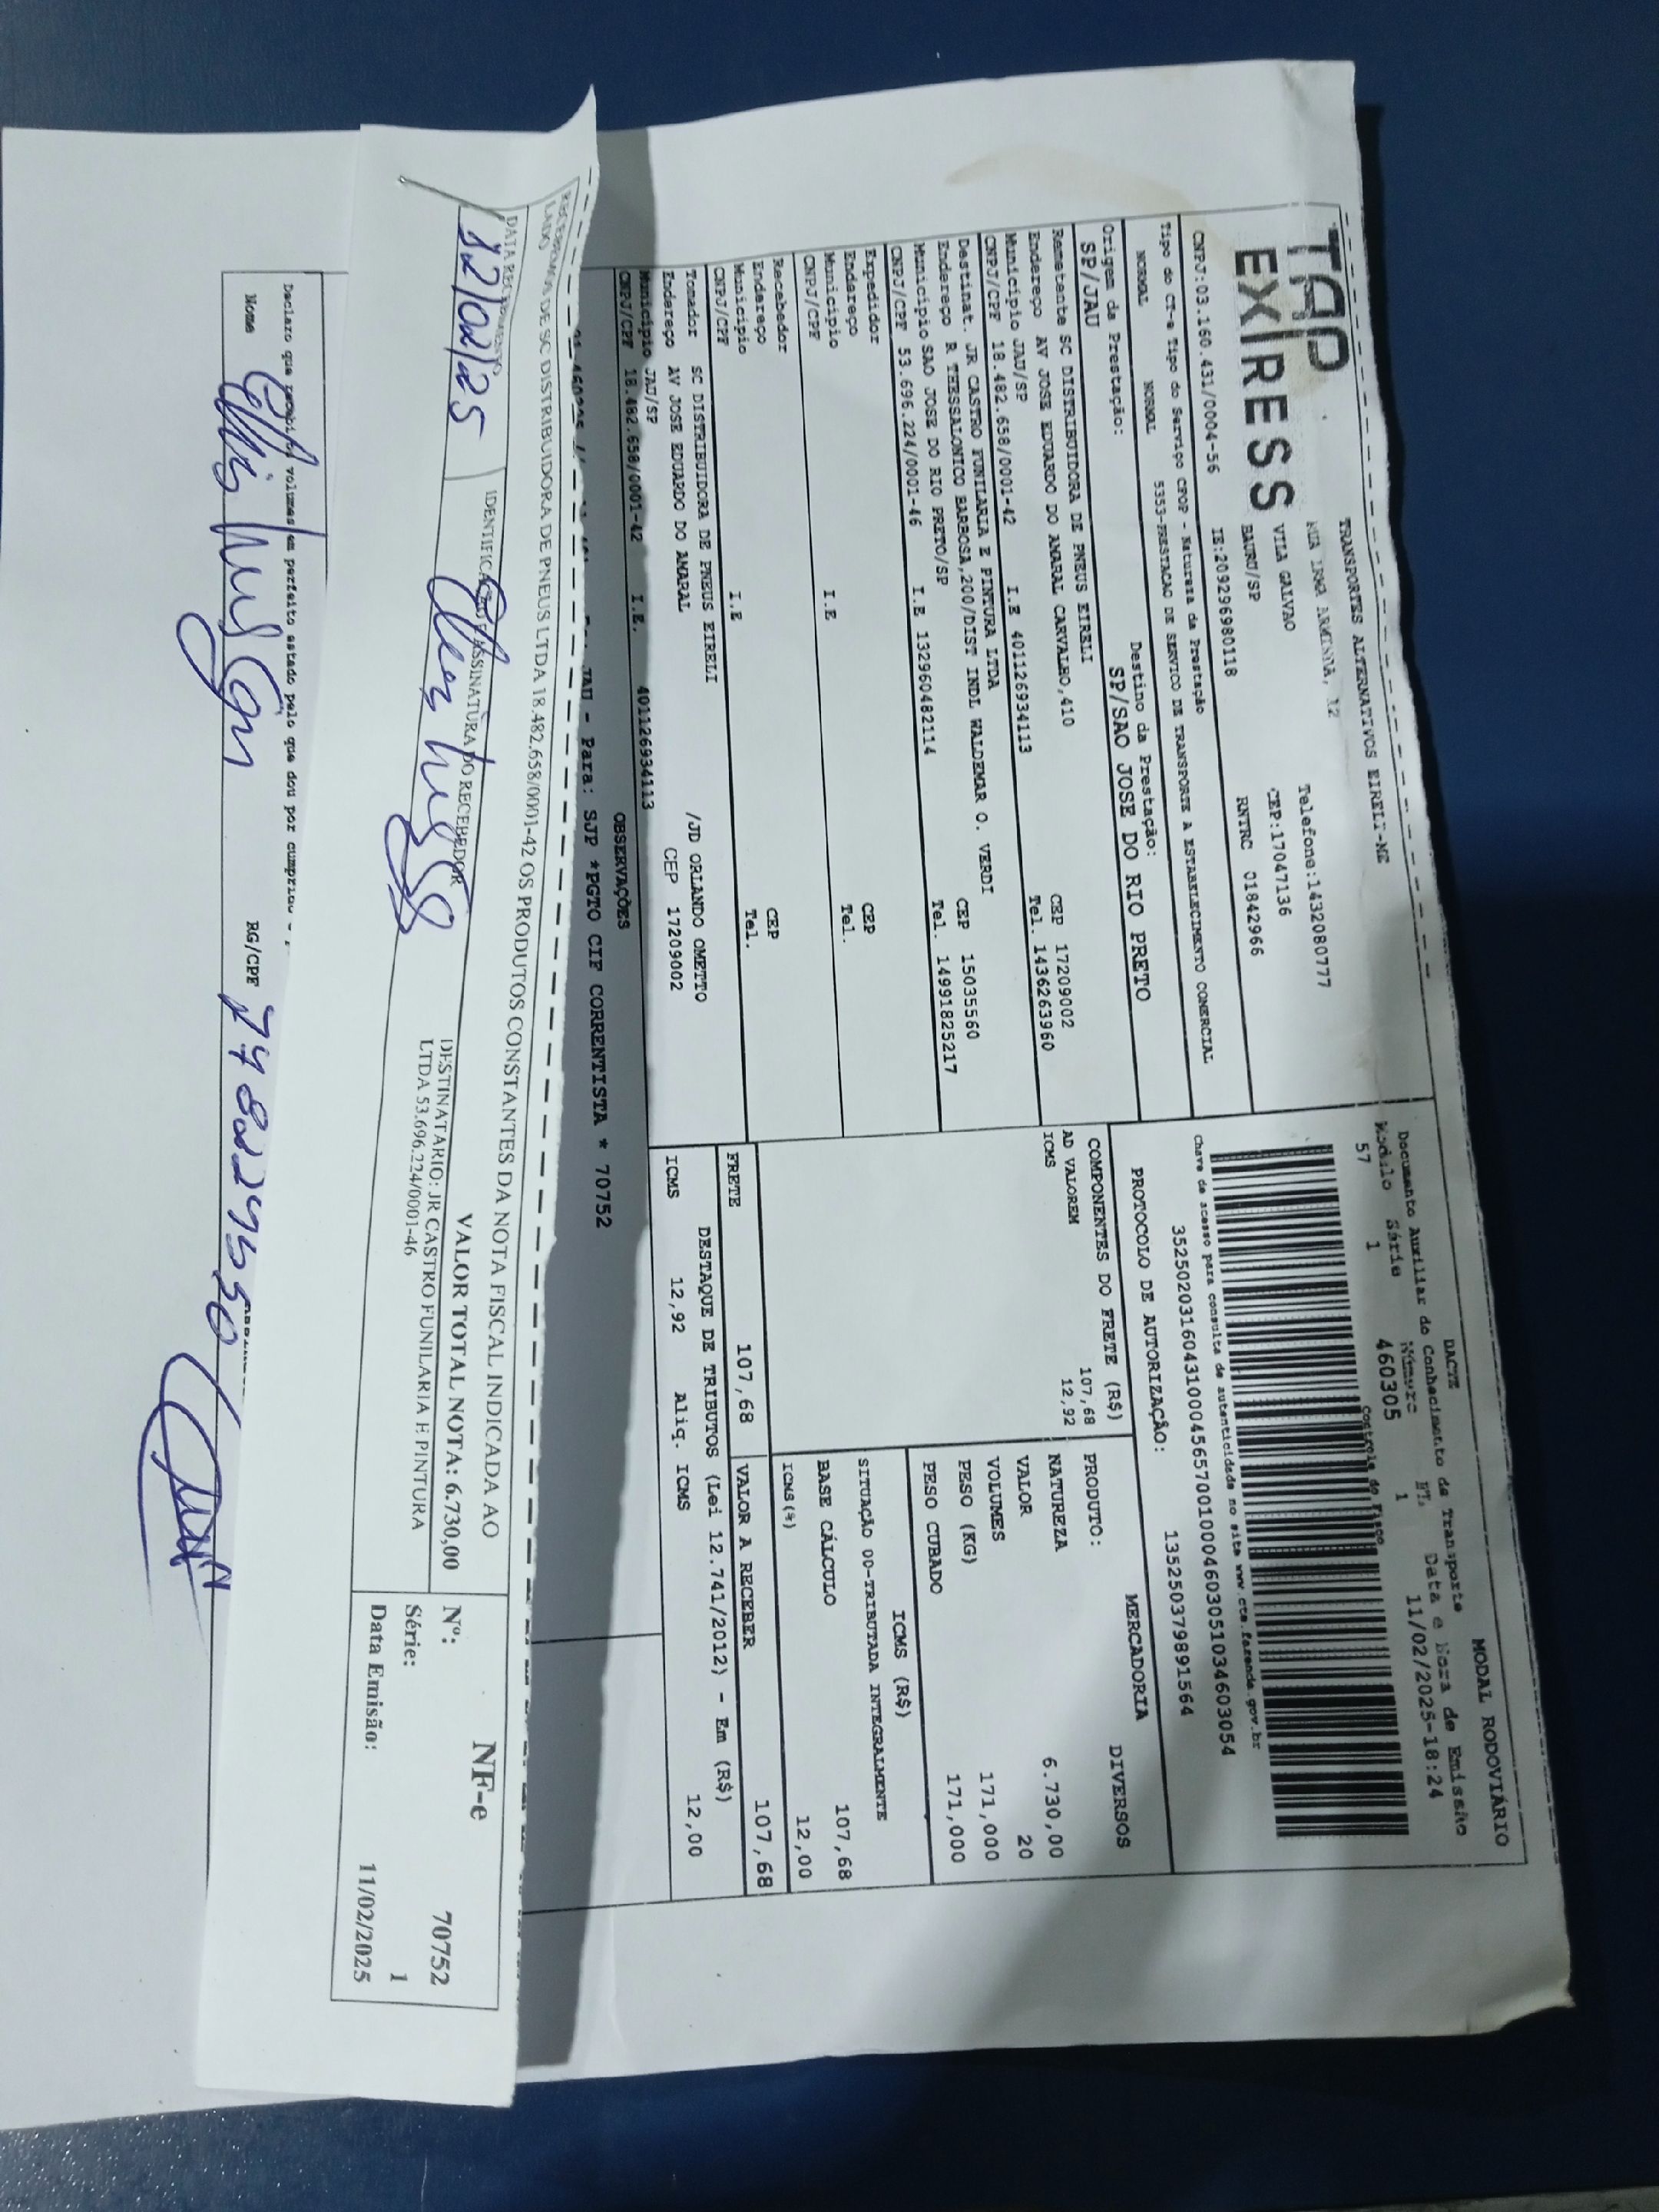 TAP
EXPRESS
TRANSPORTES ALTERNATIVOS EIRELI-ME
RUA IRMA ARMINDA, 12
Telefone:1432080777
VILA GALVAO
CEP:17047136
BAURU/SP
RNTRC 01842966
CNPJ:03.160.431/0004-56
IE:209296980118
Tipo do CT-e Tipo do Serviço CFOP - Natureza da Prestação
NORMAL NORMAL 5353-PRESTACAO DE SERVICO DE TRANSPORTE A ESTABELECIMENTO COMERCIAL
Origem da Prestação: Destino da Prestação:
SP/JAU SP/SAO JOSE DO RIO PRETO
MODAL RODOVIÁRIO
DACTE
Documento Auxiliar do Conhecimento de Transporte
Modelo Série Número FL Data e Hora de Emissão
57 1 460305 1 11/02/2025-18:24
Controle do Fisco
Chave de acesso para consulta de autenticidade no site www.cte.fazenda.gov.br
PROTOCOLO DE AUTORIZAÇÃO: 135250379891564
Remetente SC DISTRIBUIDORA DE PNEUS EIRELI
Endereço AV JOSE EDUARDO DO AMARAL CARVALHO,410 CEP 17209002
Municipio JAU/SP Tel. 1436263960
CNPJ/CPF 18.482.658/0001-42 I.E 401126934113
Destinat. JR CASTRO FUNILARIA E PINTURA LTDA
Endereço R THESSALONICO BARBOSA,200/DIST INDL WALDEMAR O. VERDI CEP 15035560
Municipio SAO JOSE DO RIO PRETO/SP Tel. 14991825217
CNPJ/CPF 53.696.224/0001-46 I.E 132960482114
Expedidor
Endereço CEP
Municipio Tel.
CNPJ/CPF I.E
Recebedor
Endereço CEP
Municipio Tel.
CNPJ/CPF I.E
Tomador SC DISTRIBUIDORA DE PNEUS EIRELI /JD ORLANDO OMETTO
Endereço AV JOSE EDUARDO DO AMARAL CEP 17209002
Municipio JAU/SP
CNPJ/CPF 18.482.658/0001-42 I.E. 401126934113
COMPONENTES DO FRETE (R$)
107,68
AD VALOREM 12,92
ICMS
MERCADORIA
PRODUTO: DIVERSOS
NATUREZA
VALOR 6.730,00
VOLUMES 20
PESO (KG) 171,000
PESO CUBADO 171,000
ICMS (R$)
SITUAÇÃO 00-TRIBUTADA INTEGRALMENTE
BASE CÁLCULO 107,68
ICMS(%) 12,00
FRETE 107,68 VALOR A RECEBER 107,68
DESTAQUE DE TRIBUTOS (Lei 12.741/2012) - Em (R$)
ICMS 12,92 Aliq. ICMS 12,00
OBSERVAÇÕES
JAU - Para: SJP *PGTO CIF CORRENTISTA * 70752
DE SC DISTRIBUIDORA DE PNEUS LTDA 18.482.658/0001-42 OS PRODUTOS CONSTANTES DA NOTA FISCAL INDICADA AO
LADO
IDENTIFICAÇÃO E ASSINATURA DO RECEBEDOR
12/02/25
VALOR TOTAL NOTA: 6.730,00
DESTINATÁRIO: JR CASTRO FUNILARIA E PINTURA
LTDA 53.696.224/0001-46
NF-e
Nº: 70752
Série: 1
Data Emissão: 11/02/2025
Declaro que recebi os volumes em perfeito estado pelo que dou por cumprido
Nome
RG/CPF